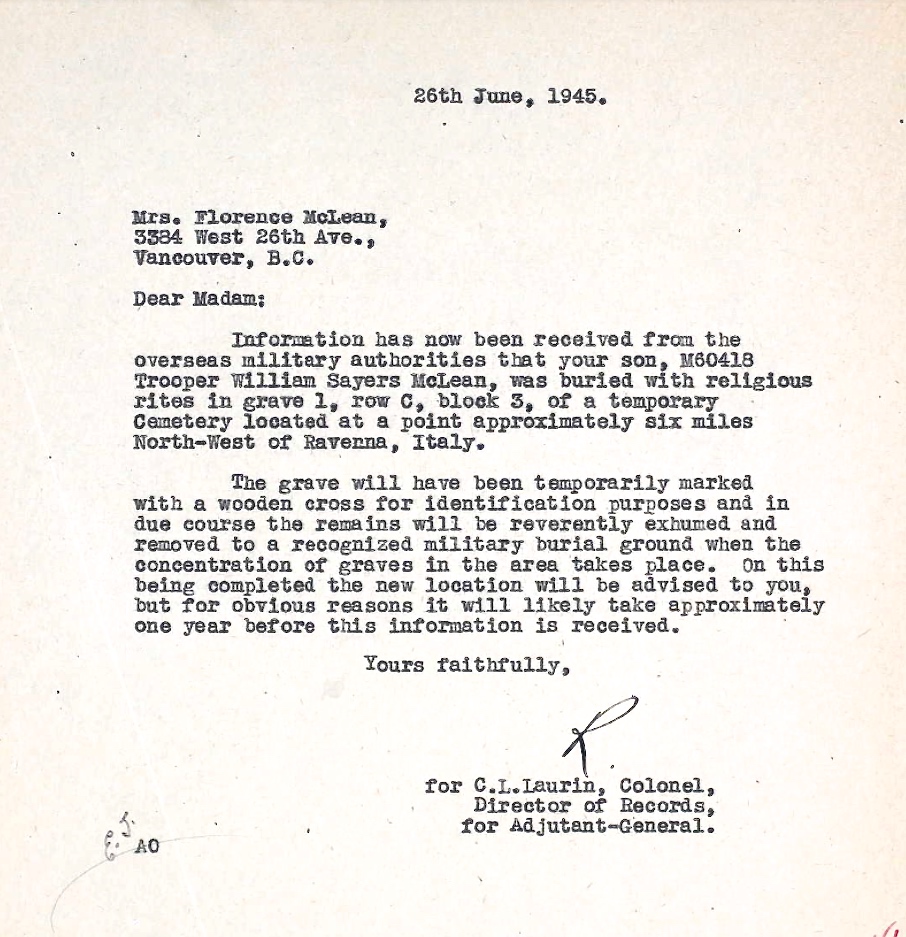 26th June, 1945.
Mrs. Florence McLean,
3384 West 26th Ave.,
Vancouver, B.C.
Dear Madam:
Information has now been received from the
overseas military authorities that your son, M60418
Trooper William Sayers McLean, was buried with religious
rites in grave 1, row C, block 3, of a temporary
Cemetery located at a point approximately six miles
North-West of Ravenna, Italy.
The grave will have been temporarily marked
with a wooden cross for identification purposes and in
due course the remains will be reverently exhumed and
removed to a recognized military burial ground when the
concentration of graves in the area takes place. On this
being completed the new location will be advised to you,
but for obvious reasons it will likely take approximately
one year before this information is received.
Yours faithfully,
R
for C.L.Laurin, Colonel,
Director of Records,
for Adjutant-General.
AO